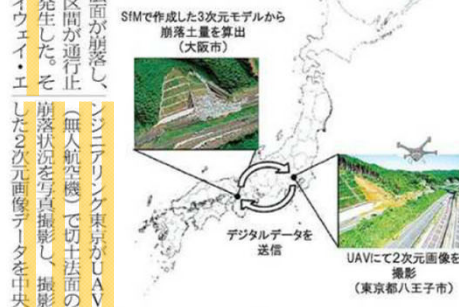 法面が崩落し、
区間が通行止
発生した。そ
イウェイ・エ
ンジニアリング東京がUAV
（無人航空機）で切土法面の
崩落状況を写真撮影し、撮影
した2次元画像データを中央
SfMで作成した3次元モデルから
崩落土量を算出
（大阪市）
デジタルデータを
送信
UAVにて2次元画像を
撮影
（東京都八王子市）